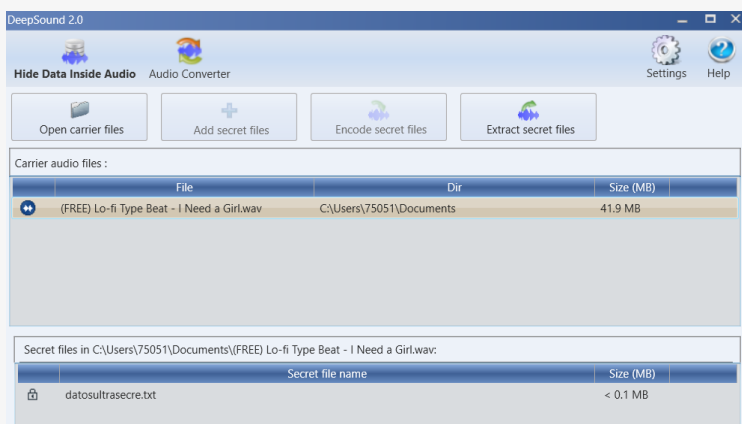 DeepSound 2.0
Hide Data Inside Audio Audio Converter Settings Help
Open carrier files Add secret files Encode secret files Extract secret files
Carrier audio files :
File Dir Size (MB)
(FREE) Lo-fi Type Beat - I Need a Girl.wav C:\Users\75051\Documents 41.9 MB
Secret files in C:\Users\75051\Documents\(FREE) Lo-fi Type Beat - I Need a Girl.wav:
Secret file name Size (MB)
datosultrasecre.txt < 0.1 MB